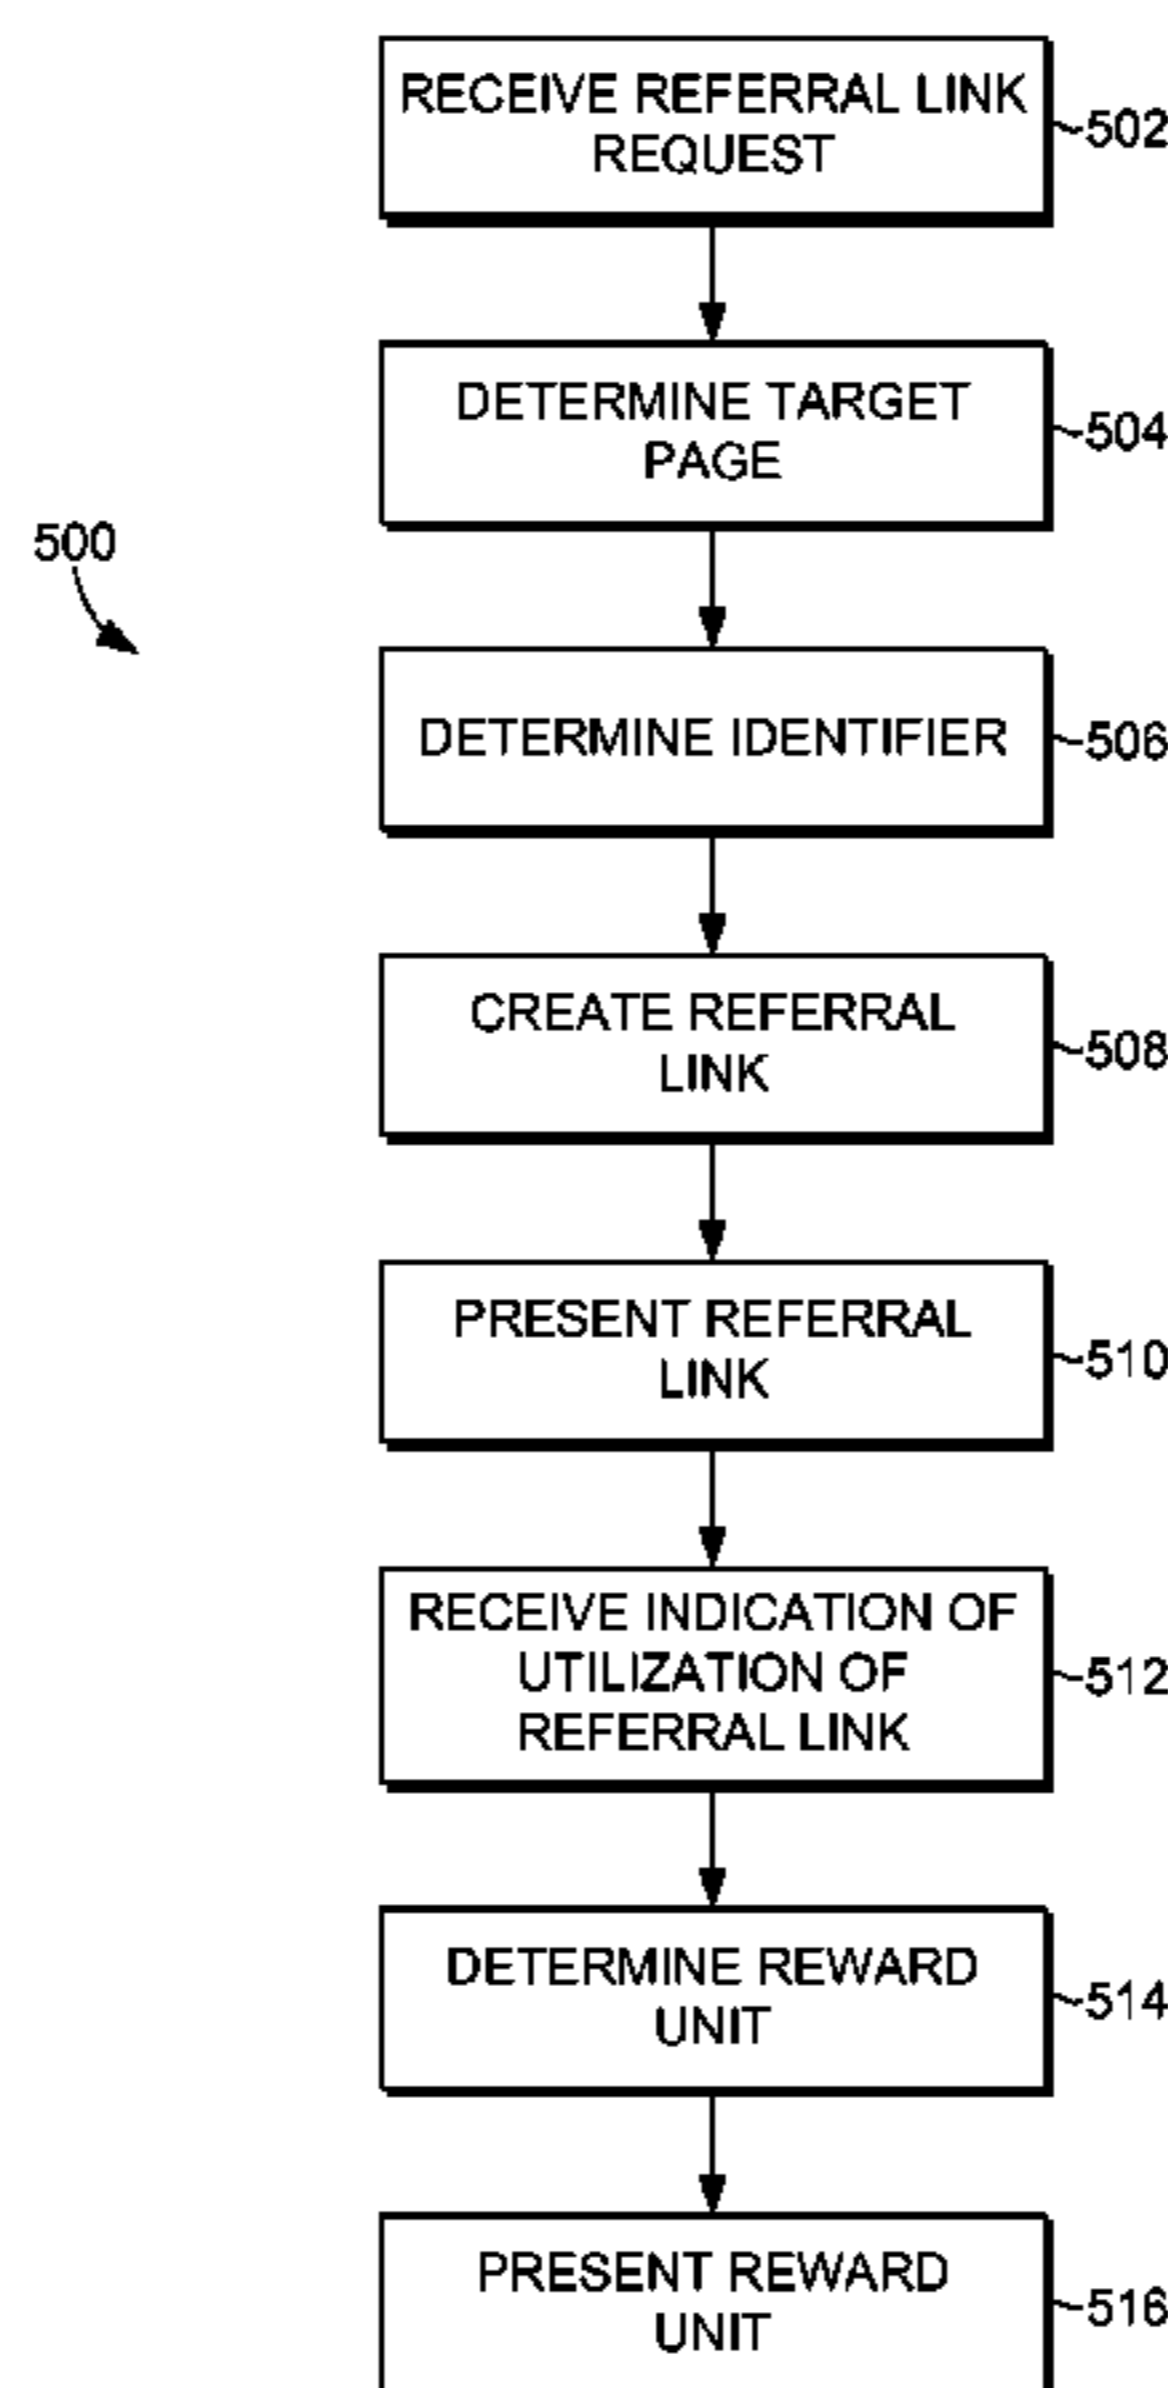 RECEIVE REFERRAL LINK
REQUEST
502
DETERMINE TARGET
PAGE
504
500
DETERMINE IDENTIFIER
506
CREATE REFERRAL
LINK
508
PRESENT REFERRAL
LINK
510
RECEIVE INDICATION OF
UTILIZATION OF
REFERRAL LINK
512
DETERMINE REWARD
UNIT
514
PRESENT REWARD
UNIT
516